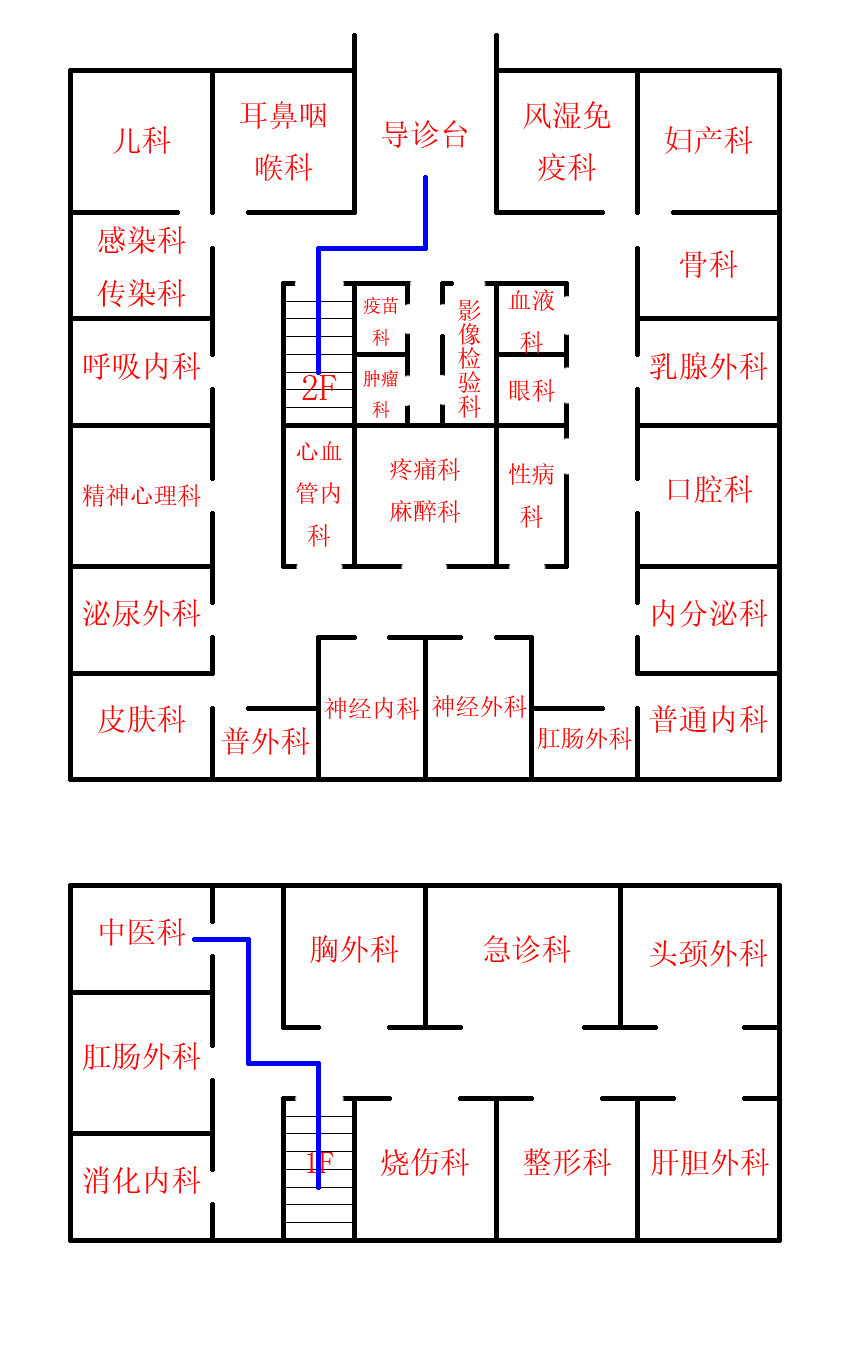 儿科
耳鼻咽
喉科
导诊台
风湿免
疫科
妇产科
感染科
传染科
骨科
疫苗
科
影
像
检
验
科
血液
科
呼吸内科
2F
肿瘤
科
眼科
乳腺外科
精神心理科
心血
管内
科
疼痛科
麻醉科
性病
科
口腔科
泌尿外科
内分泌科
皮肤科
普外科
神经内科
神经外科
肛肠外科
普通内科
中医科
胸外科
急诊科
头颈外科
肛肠外科
消化内科
1F
烧伤科
整形科
肝胆外科